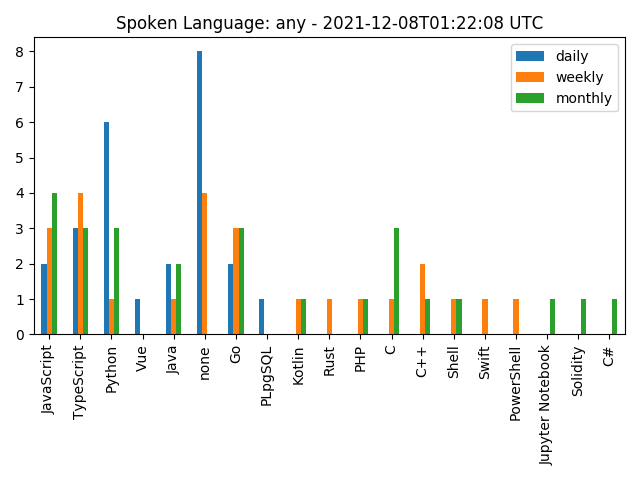 Spoken Language: any - 2021-12-08T01:22:08 UTC
daily
weekly
monthly
8
7
6
5
4
3
2
1
0
JavaScript
TypeScript
Python
Vue
Java
none
Go
PLpgSQL
Kotlin
Rust
PHP
C
C++
Shell
Swift
PowerShell
Jupyter Notebook
Solidity
C#